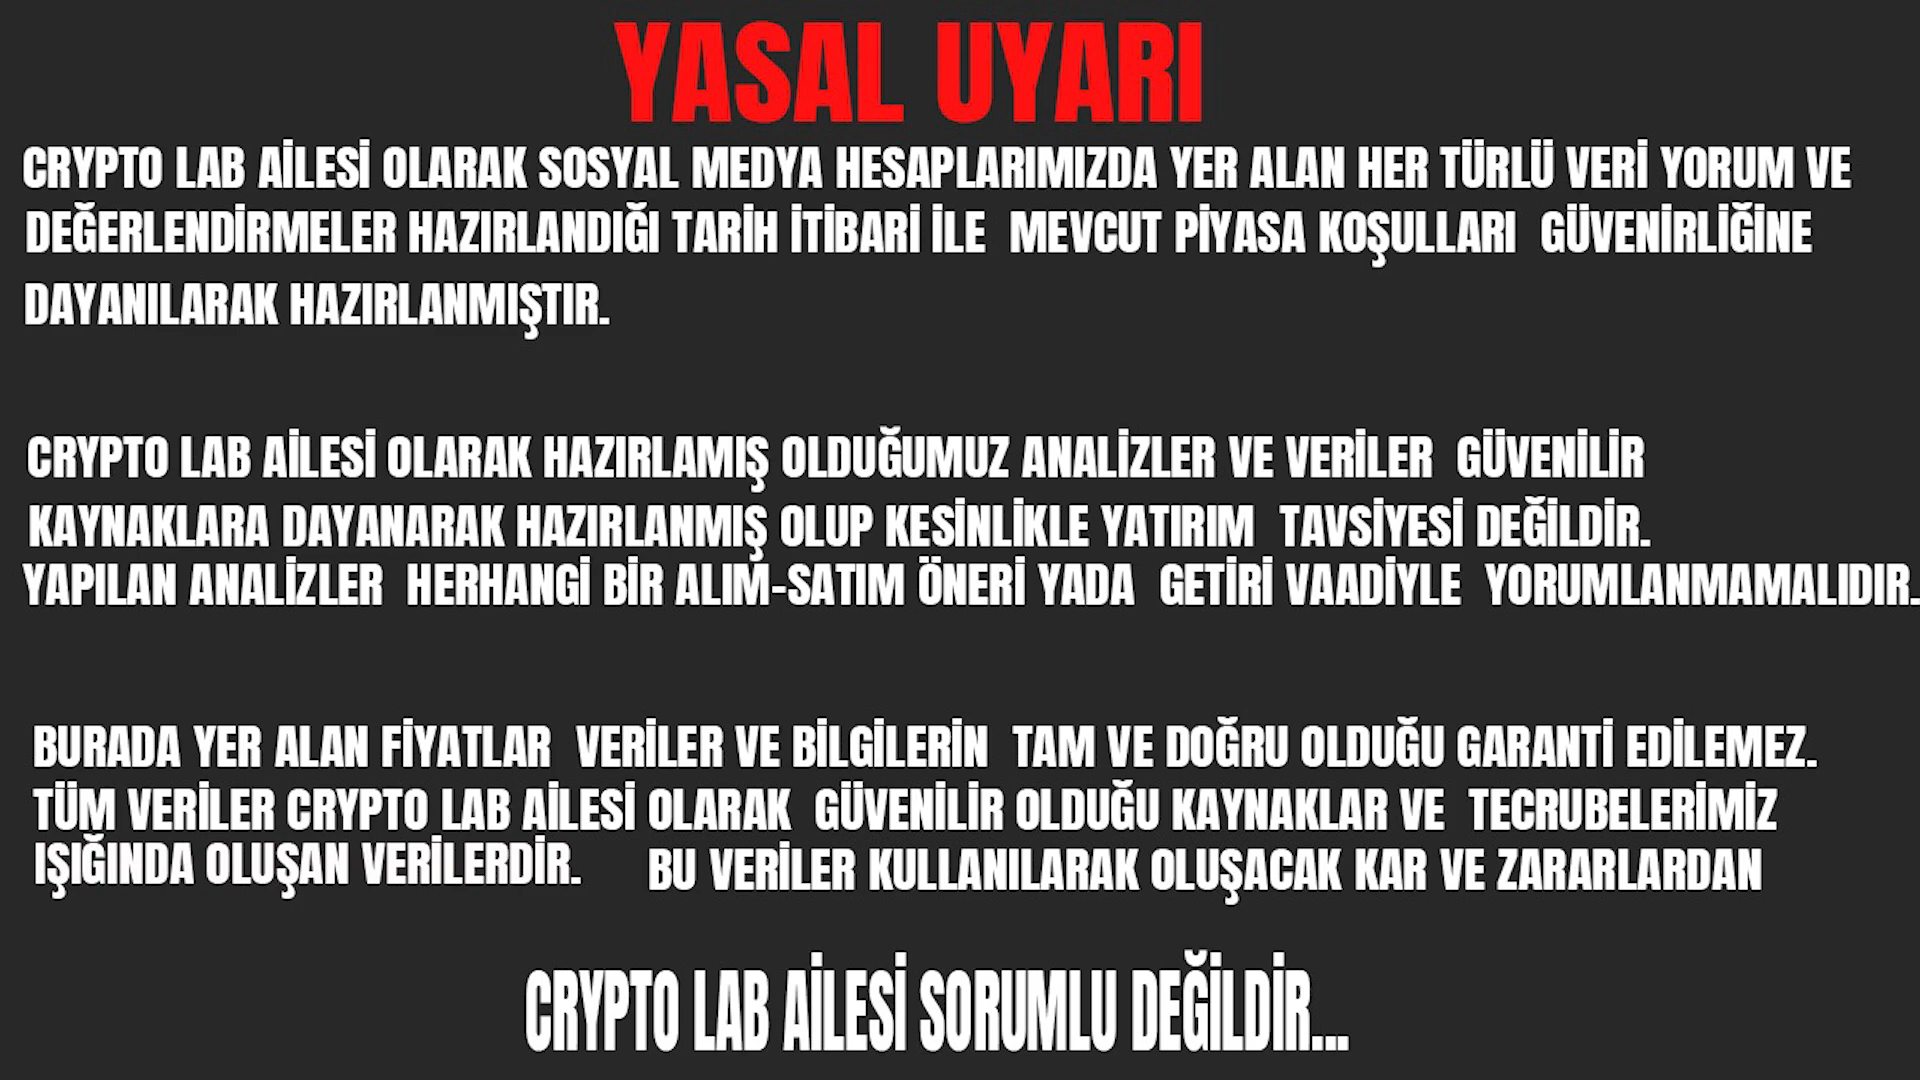 YASAL UYARI
CRYPTO LAB AİLESİ OLARAK SOSYAL MEDYA HESAPLARIMIZDA YER ALAN HER TÜRLÜ VERİ YORUM VE
DEĞERLENDİRMELER HAZIRLANDIĞI TARİH İTİBARİ İLE MEVCUT PİYASA KOŞULLARI GÜVENİRLİĞİNE
DAYANILARAK HAZIRLANMIŞTIR.
CRYPTO LAB AİLESİ OLARAK HAZIRLAMIŞ OLDUĞUMUZ ANALİZLER VE VERİLER GÜVENİLİR
KAYNAKLARA DAYANARAK HAZIRLANMIŞ OLUP KESİNLİKLE YATIRIM TAVSİYESİ DEĞİLDİR.
YAPILAN ANALİZLER HERHANGİ BİR ALIM-SATIM ÖNERİ YADA GETİRİ VAADİYLE YORUMLANMAMALIDIR.
BURADA YER ALAN FİYATLAR VERİLER VE BİLGİLERİN TAM VE DOĞRU OLDUĞU GARANTİ EDİLEMEZ.
TÜM VERİLER CRYPTO LAB AİLESİ OLARAK GÜVENİLİR OLDUĞU KAYNAKLAR VE TECRUBELERİMİZ
IŞIĞINDA OLUŞAN VERİLERDİR. BU VERİLER KULLANILARAK OLUŞACAK KAR VE ZARARLARDAN
CRYPTO LAB AİLESİ SORUMLU DEĞİLDİR...